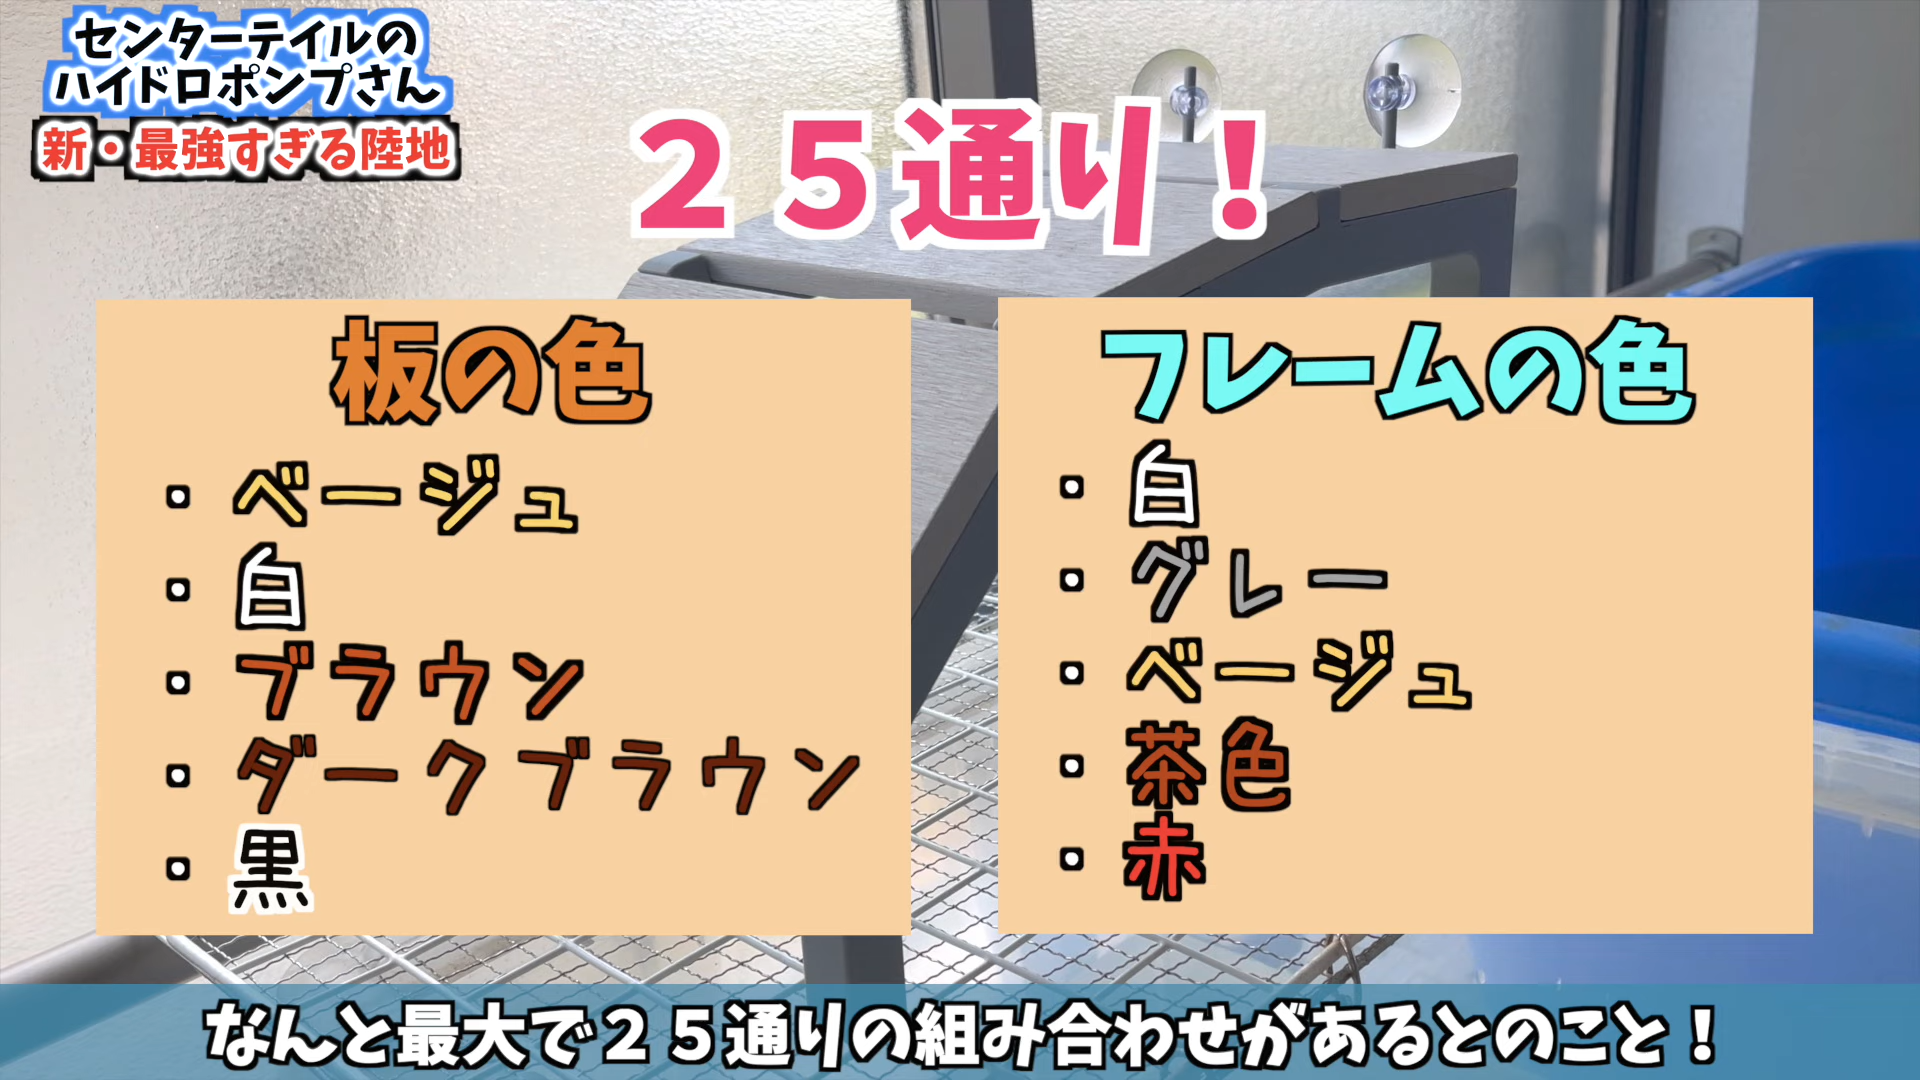 センターテイルの
ハイドロポンプさん
新・最強すぎる陸地
２５通り！
板の色
・ベージュ
・白
・ブラウン
・ダークブラウン
・黒
フレームの色
・白
・グレー
・ベージュ
・茶色
・赤
なんと最大で２５通りの組み合わせがあるとのこと！